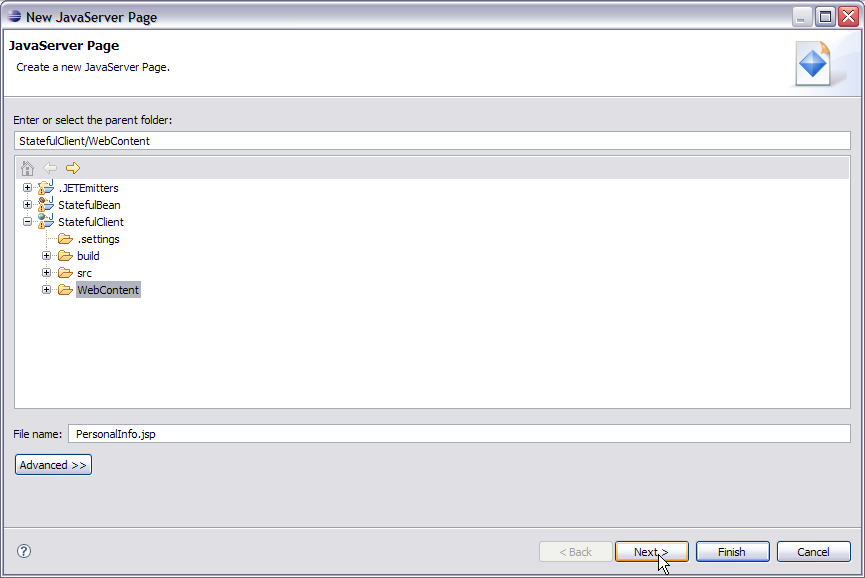 New JavaServer Page
JavaServer Page
Create a new JavaServer Page.
Enter or select the parent folder:
StatefulClient/WebContent
.JETEmitters
StatefulBean
StatefulClient
.settings
build
src
WebContent
File name: PersonalInfo.jsp
Advanced >>
? < Back Next > Finish Cancel